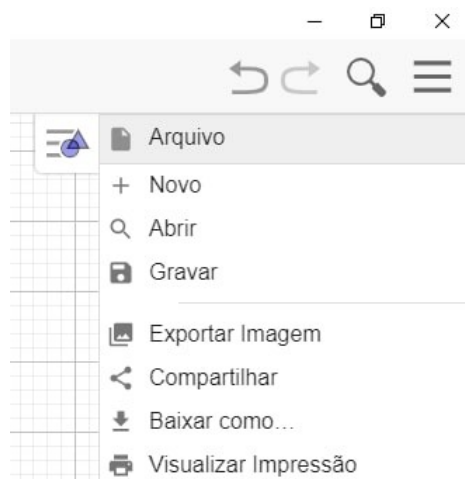 Arquivo
Novo
Abrir
Gravar
Exportar Imagem
Compartilhar
Baixar como...
Visualizar Impressão